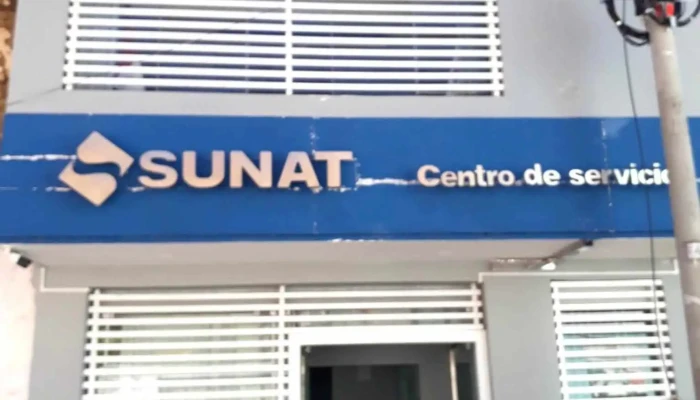 SUNAT Centro de servicio